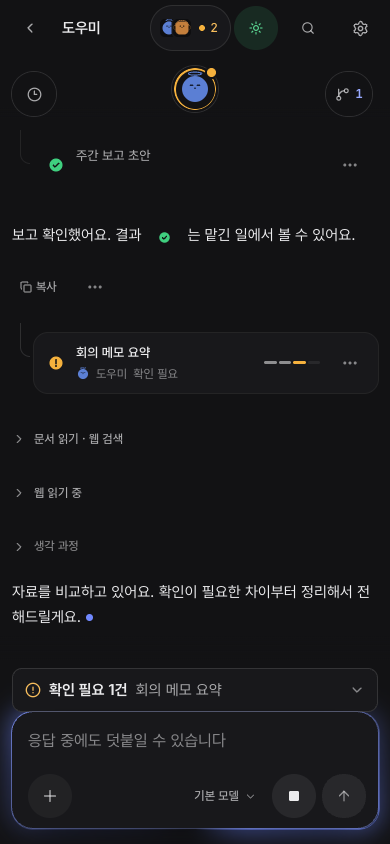 도우미
2
1
주간 보고 초안
보고 확인했어요. 결과 는 맡긴 일에서 볼 수 있어요.
복사
회의 메모 요약
도우미 확인 필요
문서 읽기 · 웹 검색
웹 읽기 중
생각 과정
자료를 비교하고 있어요. 확인이 필요한 차이부터 정리해서 전
해드릴게요.
확인 필요 1건 회의 메모 요약
응답 중에도 덧붙일 수 있습니다
기본 모델